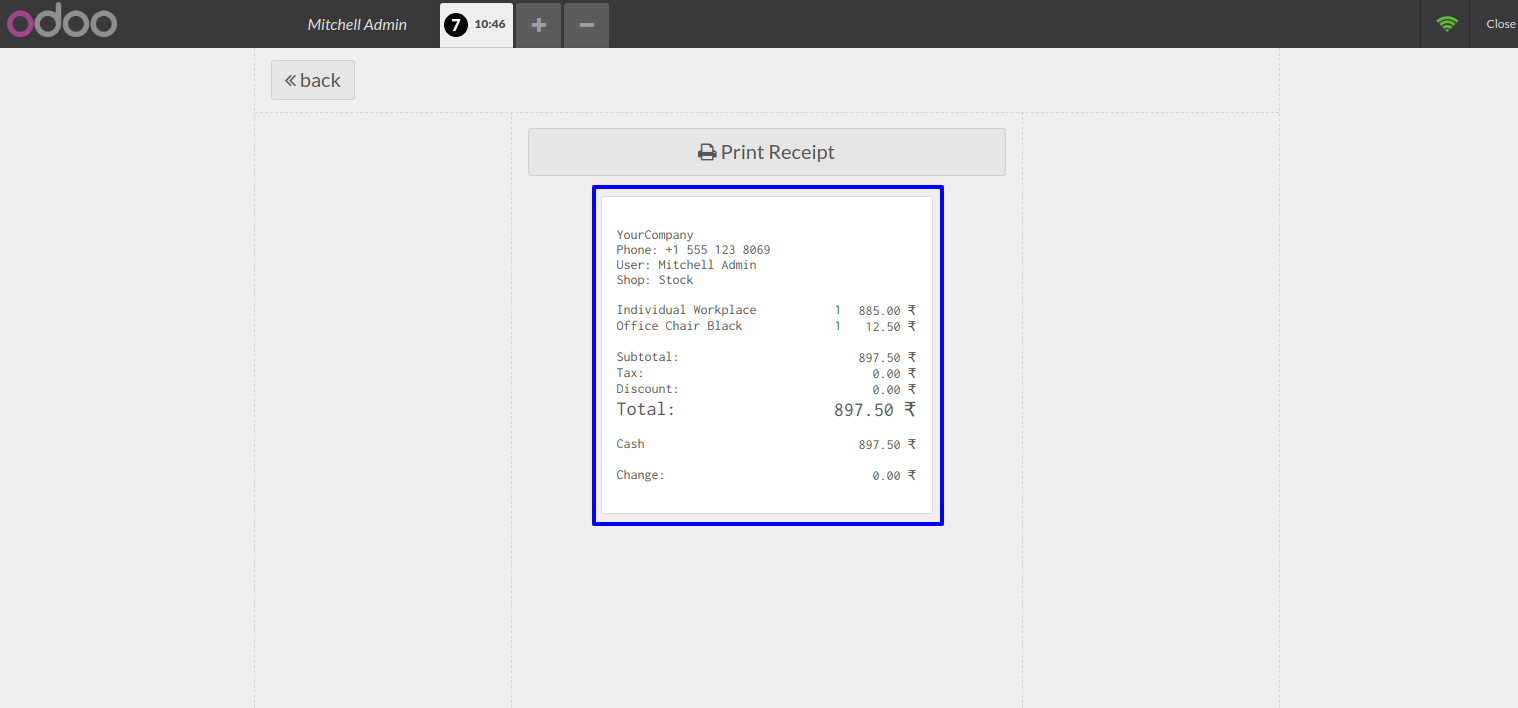 odoo
Mitchell Admin
7 10:46
+
−
Close
« back
Print Receipt
YourCompany
Phone: +1 555 123 8069
User: Mitchell Admin
Shop: Stock
Individual Workplace 1 885.00 ₹
Office Chair Black 1 12.50 ₹
Subtotal: 897.50 ₹
Tax: 0.00 ₹
Discount: 0.00 ₹
Total: 897.50 ₹
Cash 897.50 ₹
Change: 0.00 ₹